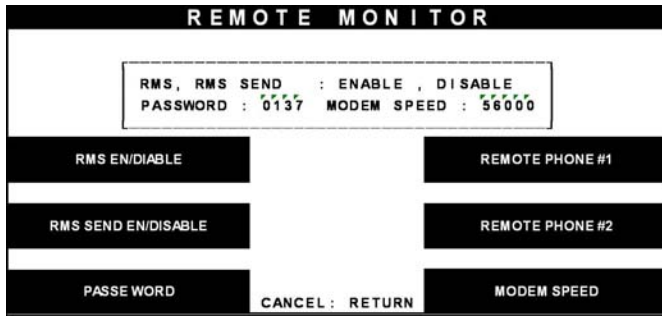 REMOTE MONITOR
RMS, RMS SEND : ENABLE , DISABLE
PASSWORD : 0137 MODEM SPEED : 56000
RMS EN/DIABLE
REMOTE PHONE #1
RMS SEND EN/DISABLE
REMOTE PHONE #2
PASSE WORD
MODEM SPEED
CANCEL: RETURN